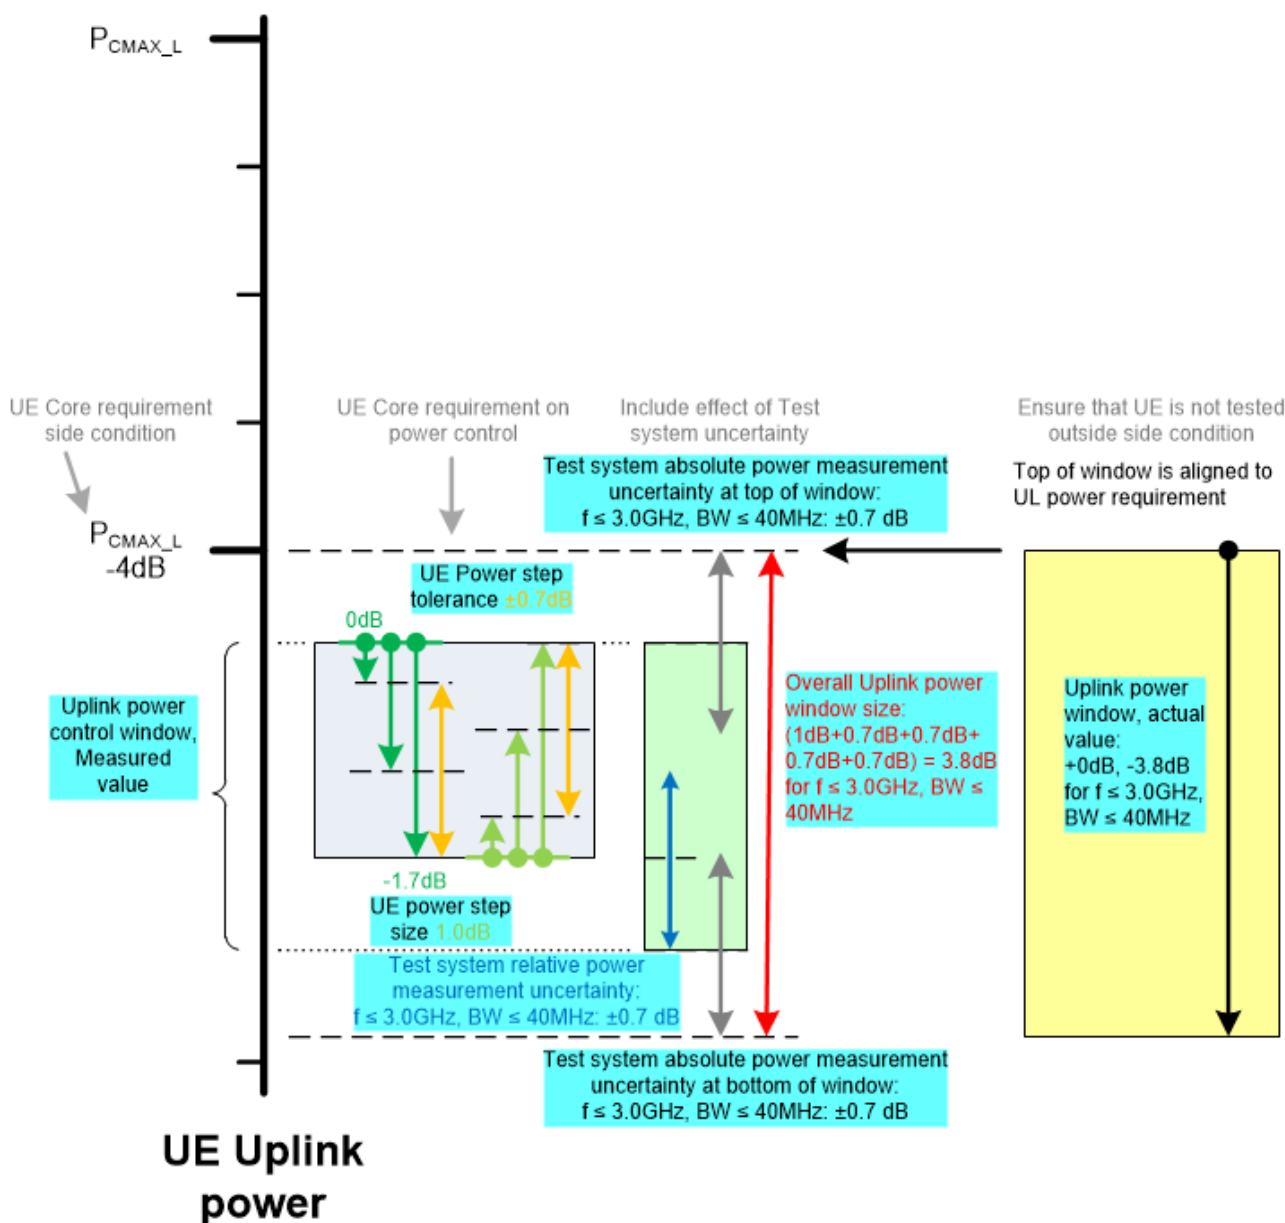 PCMAX_L
UE Core requirement
side condition
UE Core requirement on
power control
Include effect of Test
system uncertainty
Ensure that UE is not tested
outside side condition
Test system absolute power measurement
uncertainty at top of window:
f ≤ 3.0GHz, BW ≤ 40MHz: ±0.7 dB
Top of window is aligned to
UL power requirement
PCMAX_L
-4dB
UE Power step
tolerance ±0.7dB
0dB
Uplink power
control window,
Measured
value
Overall Uplink power
window size:
(1dB+0.7dB+0.7dB+
0.7dB+0.7dB) = 3.8dB
for f ≤ 3.0GHz, BW ≤
40MHz
Uplink power
window, actual
value:
+0dB, -3.8dB
for f ≤ 3.0GHz,
BW ≤ 40MHz
-1.7dB
UE power step
size 1.0dB
Test system relative power
measurement uncertainty:
f ≤ 3.0GHz, BW ≤ 40MHz: ±0.7 dB
Test system absolute power measurement
uncertainty at bottom of window:
f ≤ 3.0GHz, BW ≤ 40MHz: ±0.7 dB
UE Uplink
power